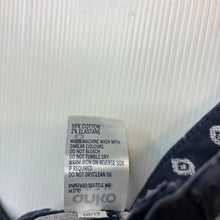 98% COTTON
2% ELASTANE
WARM MACHINE WASH WITH
SIMILAR COLOURS
DO NOT BLEACH
DO NOT TUMBLE DRY
WARM IRON ON REVERSE SIDE
IF REQUIRED
DO NOT DRYCLEAN
SEATTLE